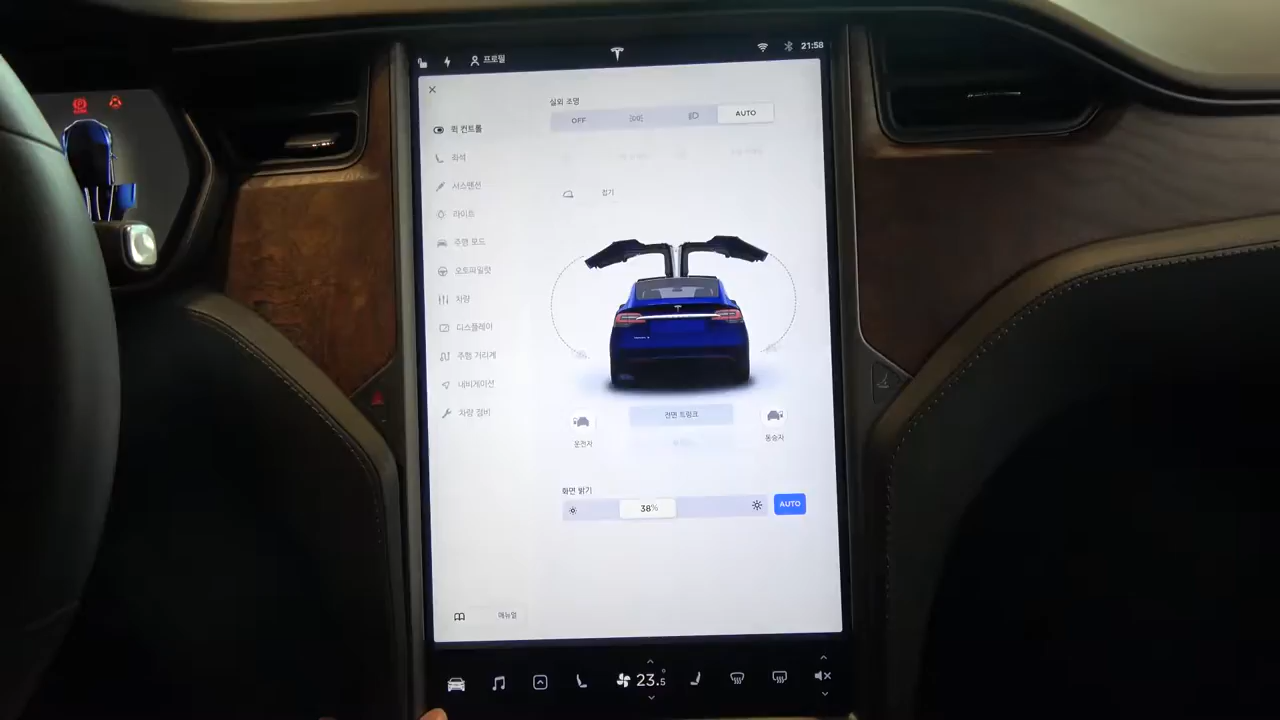 프로필
21:58
실외 조명
OFF
AUTO
퀵 컨트롤
좌석
서스펜션
라이트
주행 모드
오토파일럿
차량
디스플레이
주행 거리계
내비게이션
차량 정비
접기
전면 트렁크
운전자
동승자
화면 밝기
38%
AUTO
매뉴얼
23.5°